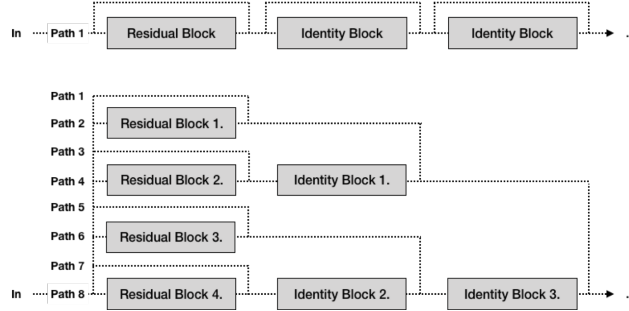 In Path 1 Residual Block Identity Block Identity Block .
Path 1
Path 2 Residual Block 1.
Path 3
Path 4 Residual Block 2. Identity Block 1.
Path 5
Path 6 Residual Block 3.
Path 7
In Path 8 Residual Block 4. Identity Block 2. Identity Block 3. .